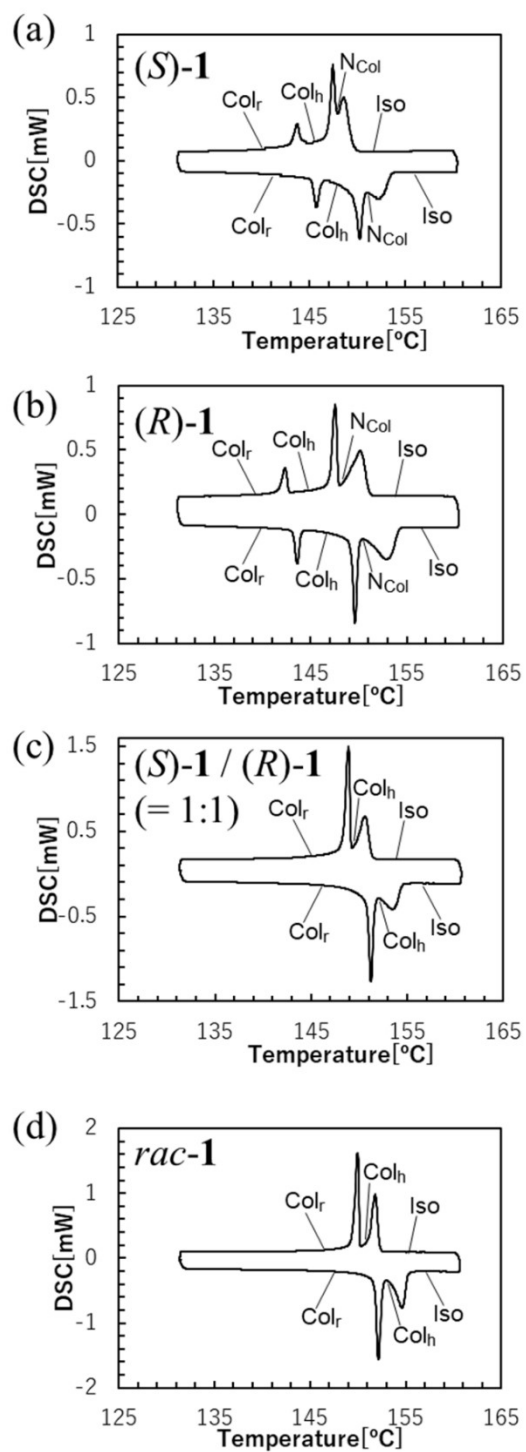 (a)
(S)-1
1
0.5
0
-0.5
-1
DSC[mW]
Colr
Colh
NCol
Iso
Colr
Colh
NCol
Iso
125 135 145 155 165
Temperature[ºC]
(b)
(R)-1
1
0.5
0
-0.5
-1
DSC[mW]
Colr
Colh
NCol
Iso
Colr
Colh
NCol
Iso
125 135 145 155 165
Temperature[ºC]
(c)
(S)-1 / (R)-1
(= 1:1)
1.5
0.5
-0.5
-1.5
DSC[mW]
Colr
Colh
Iso
Colr
Colh
Iso
125 135 145 155 165
Temperature[ºC]
(d)
rac-1
2
1
0
-1
-2
DSC[mW]
Colr
Colh
Iso
Colr
Colh
Iso
125 135 145 155 165
Temperature[ºC]